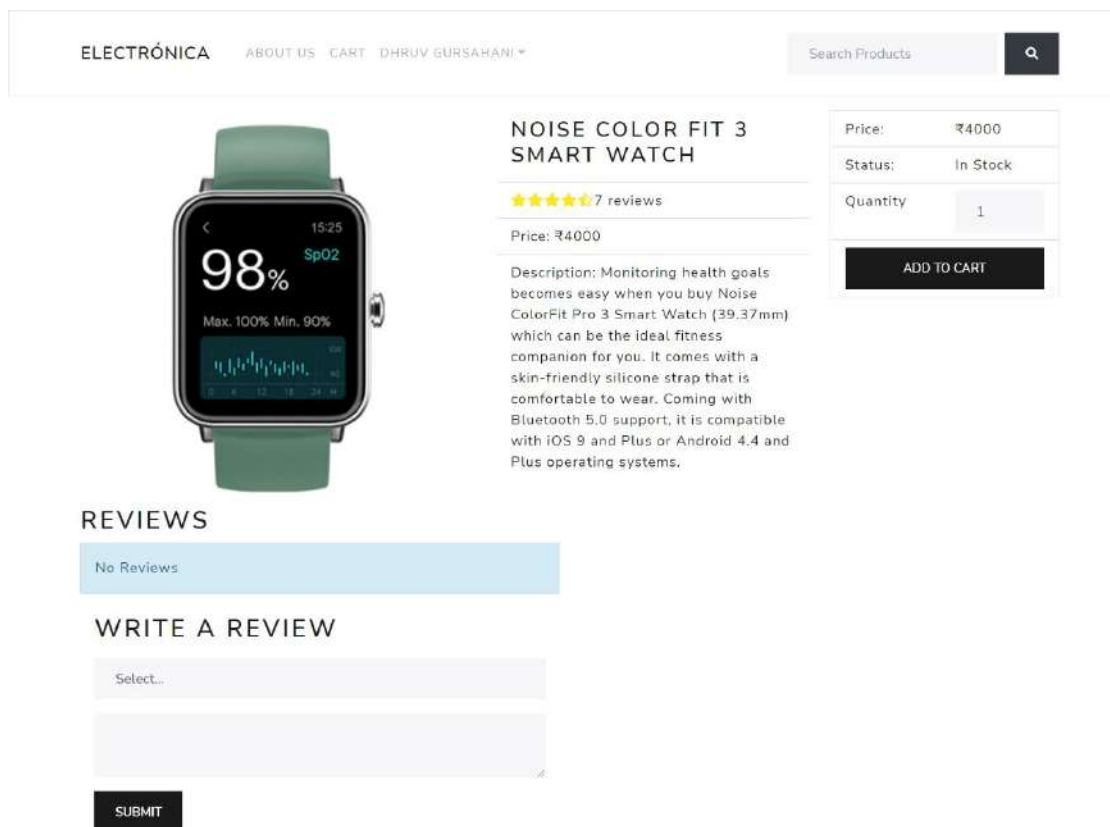 ELECTRÓNICA ABOUT US CART DHRUV GURSAHANI
Search Products
15:25
SpO2
98%
Max. 100% Min. 90%
0 6 12 18 24 H
NOISE COLOR FIT 3
SMART WATCH
7 reviews
Price: ₹4000
Description: Monitoring health goals
becomes easy when you buy Noise
ColorFit Pro 3 Smart Watch (39.37mm)
which can be the ideal fitness
companion for you. It comes with a
skin-friendly silicone strap that is
comfortable to wear. Coming with
Bluetooth 5.0 support, it is compatible
with iOS 9 and Plus or Android 4.4 and
Plus operating systems.
Price: ₹4000
Status: In Stock
Quantity 1
ADD TO CART
REVIEWS
No Reviews
WRITE A REVIEW
Select...
SUBMIT